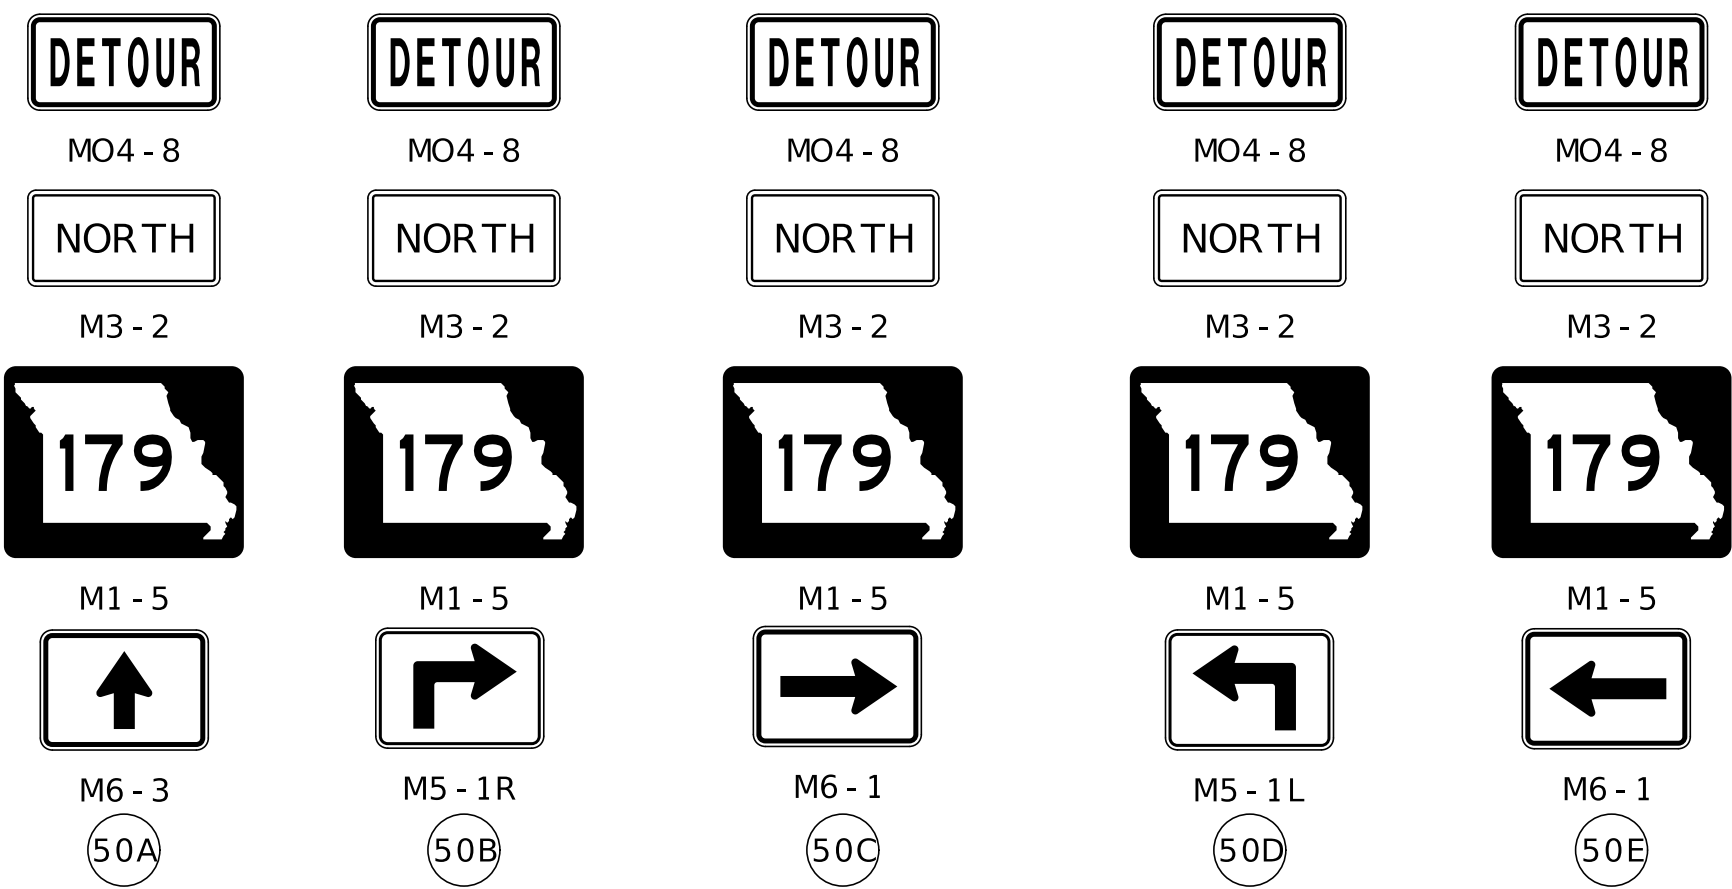 DETOUR DETOUR DETOUR DETOUR DETOUR
MO4-8 MO4-8 MO4-8 MO4-8 MO4-8
NORTH NORTH NORTH NORTH NORTH
M3-2 M3-2 M3-2 M3-2 M3-2
179 179 179 179 179
M1-5 M1-5 M1-5 M1-5 M1-5
M6-3 M5-1R M6-1 M5-1L M6-1
50A 50B 50C 50D 50E